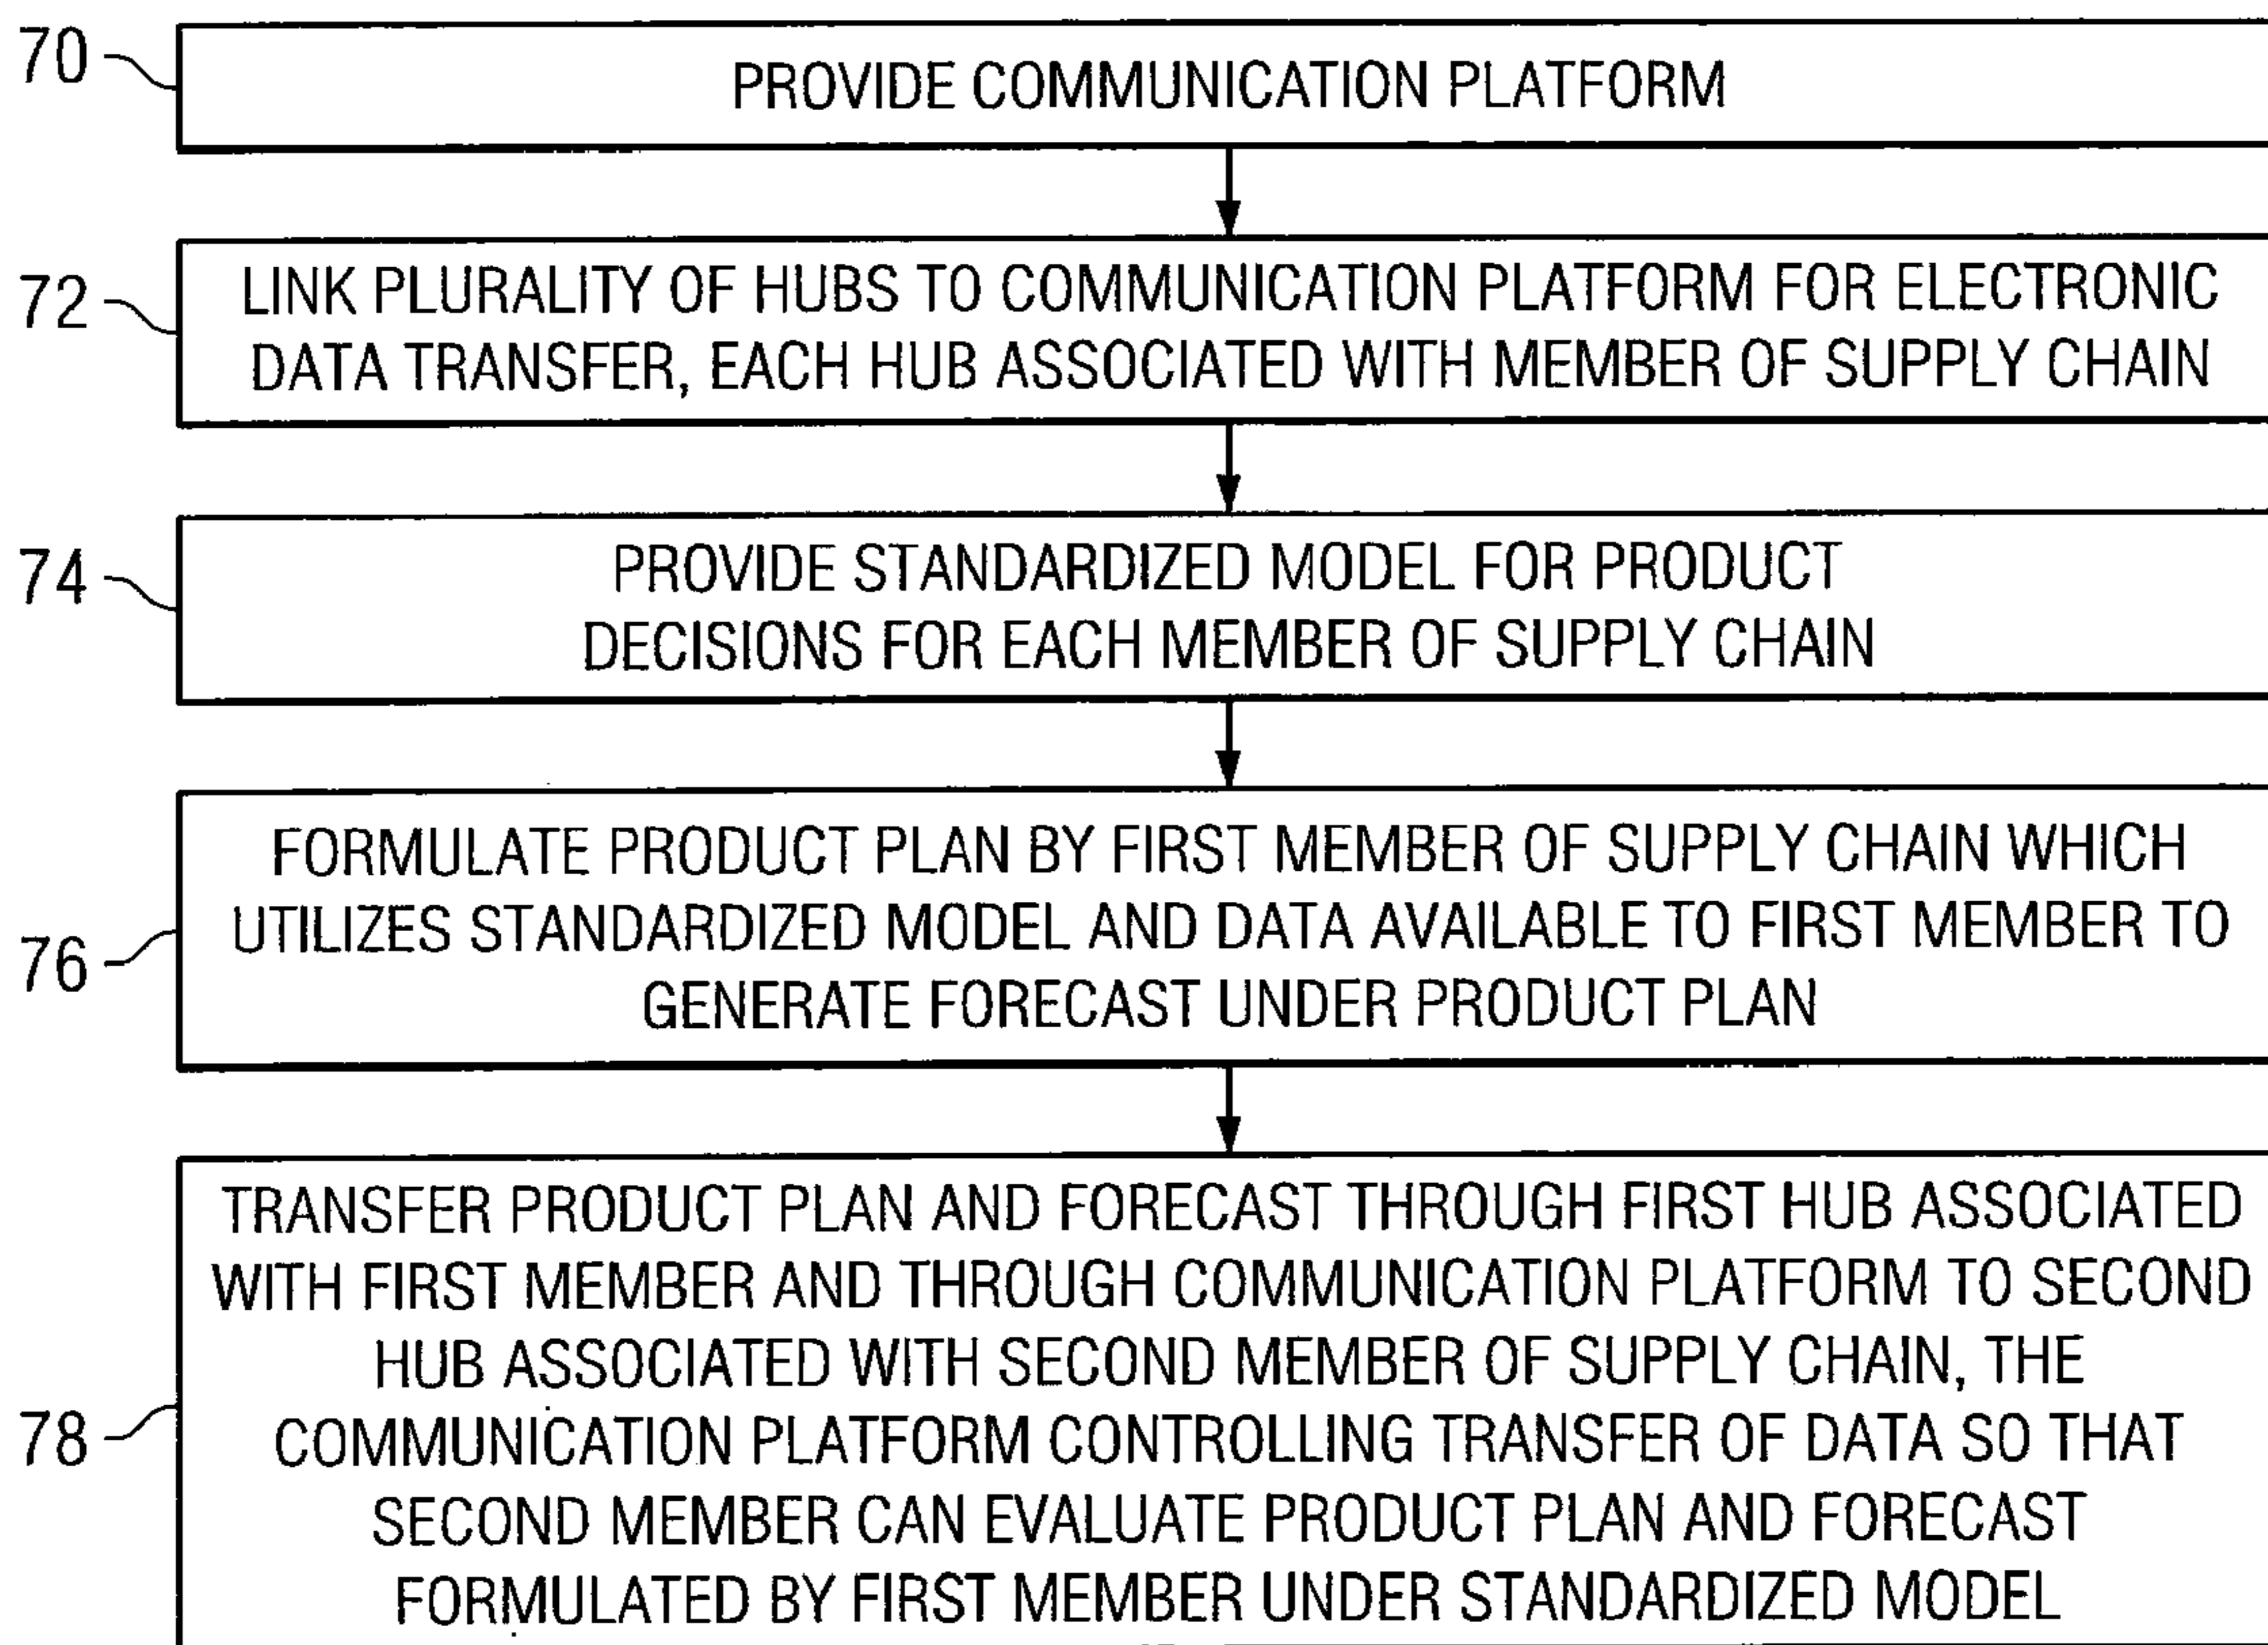 70
PROVIDE COMMUNICATION PLATFORM
72
LINK PLURALITY OF HUBS TO COMMUNICATION PLATFORM FOR ELECTRONIC
DATA TRANSFER, EACH HUB ASSOCIATED WITH MEMBER OF SUPPLY CHAIN
74
PROVIDE STANDARDIZED MODEL FOR PRODUCT
DECISIONS FOR EACH MEMBER OF SUPPLY CHAIN
76
FORMULATE PRODUCT PLAN BY FIRST MEMBER OF SUPPLY CHAIN WHICH
UTILIZES STANDARDIZED MODEL AND DATA AVAILABLE TO FIRST MEMBER TO
GENERATE FORECAST UNDER PRODUCT PLAN
78
TRANSFER PRODUCT PLAN AND FORECAST THROUGH FIRST HUB ASSOCIATED
WITH FIRST MEMBER AND THROUGH COMMUNICATION PLATFORM TO SECOND
HUB ASSOCIATED WITH SECOND MEMBER OF SUPPLY CHAIN, THE
COMMUNICATION PLATFORM CONTROLLING TRANSFER OF DATA SO THAT
SECOND MEMBER CAN EVALUATE PRODUCT PLAN AND FORECAST
FORMULATED BY FIRST MEMBER UNDER STANDARDIZED MODEL